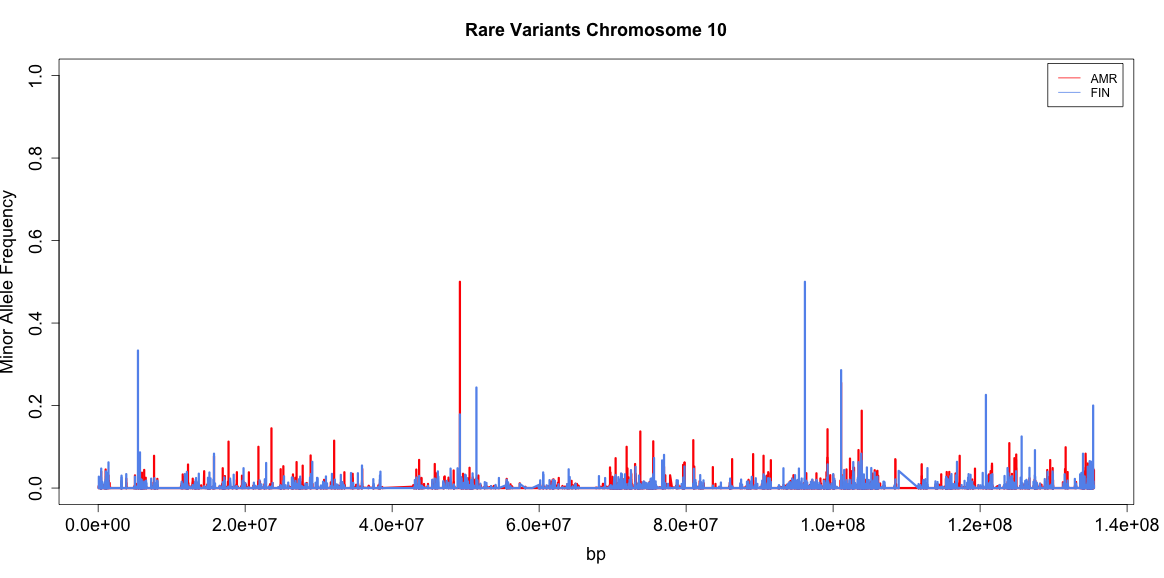 Rare Variants Chromosome 10
AMR
FIN
Minor Allele Frequency
1.0
0.8
0.6
0.4
0.2
0.0
0.0e+00 2.0e+07 4.0e+07 6.0e+07 8.0e+07 1.0e+08 1.2e+08 1.4e+08
bp